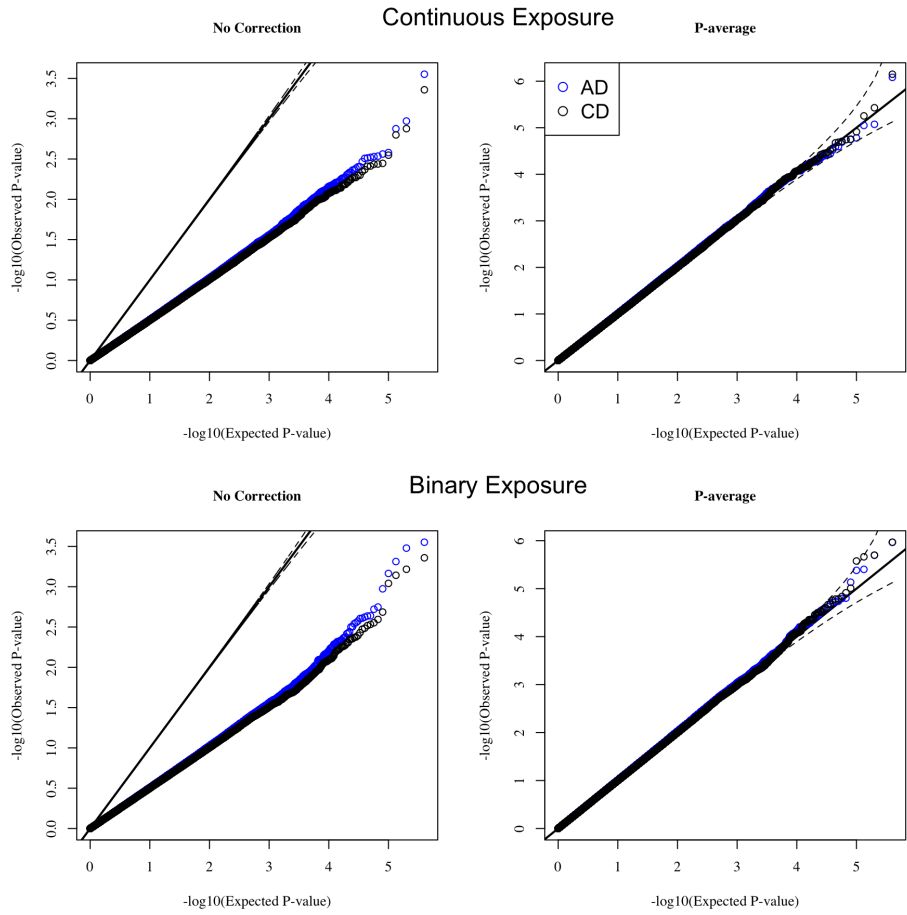 Continuous Exposure
No Correction
P-average
3.5
3.0
2.5
2.0
1.5
1.0
0.5
0.0
-log10(Observed P-value)
0 1 2 3 4 5
-log10(Expected P-value)
AD
CD
6
5
4
3
2
1
0
-log10(Observed P-value)
0 1 2 3 4 5
-log10(Expected P-value)
Binary Exposure
No Correction
P-average
3.5
3.0
2.5
2.0
1.5
1.0
0.5
0.0
-log10(Observed P-value)
0 1 2 3 4 5
-log10(Expected P-value)
6
5
4
3
2
1
0
-log10(Observed P-value)
0 1 2 3 4 5
-log10(Expected P-value)